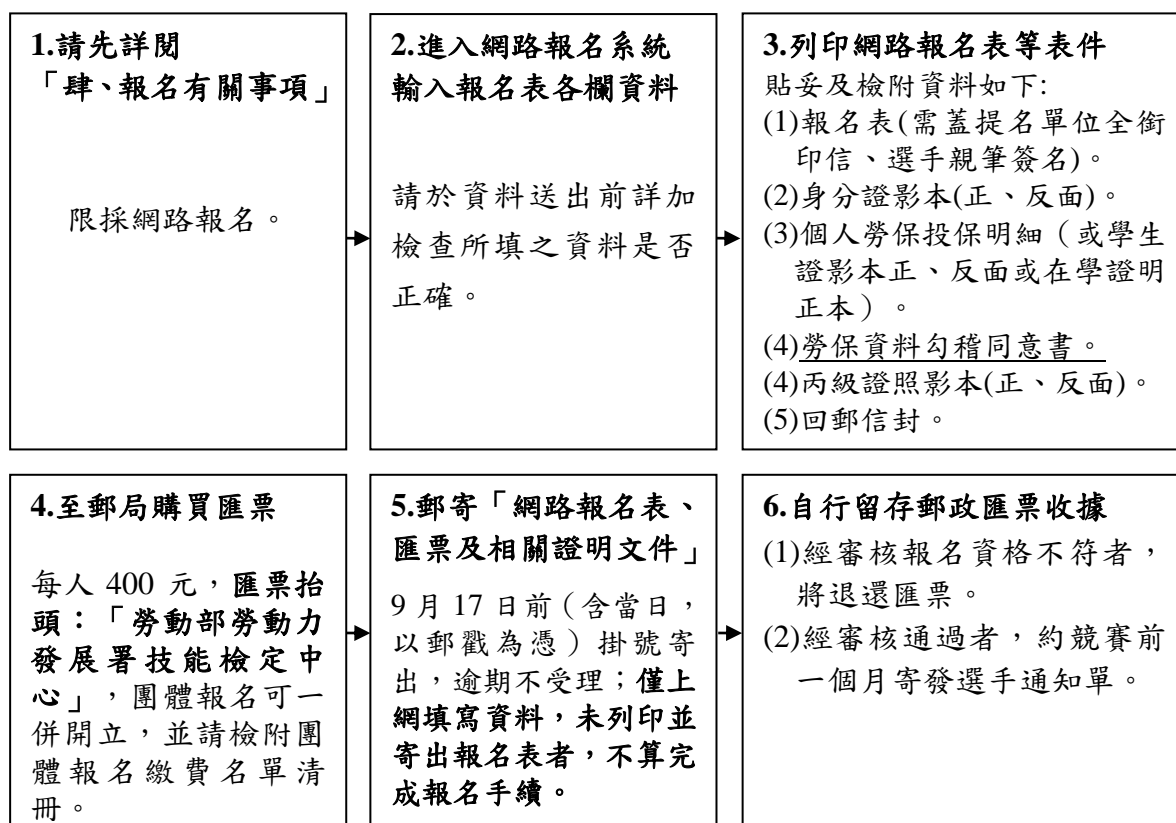 1.請先詳閱
「肆、報名有關事項」
限採網路報名。
2.進入網路報名系統
輸入報名表各欄資料
請於資料送出前詳加
檢查所填之資料是否
正確。
3.列印網路報名表等表件
貼妥及檢附資料如下:
(1)報名表(需蓋提名單位全銜
印信、選手親筆簽名)。
(2)身分證影本(正、反面)。
(3)個人勞保投保明細（或學生
證影本正、反面或在學證明
正本）。
(4)勞保資料勾稽同意書。
(4)丙級證照影本(正、反面)。
(5)回郵信封。
4.至郵局購買匯票
每人 400 元，匯票抬
頭：「勞動部勞動力
發展署技能檢定中
心」，團體報名可一
併開立，並請檢附團
體報名繳費名單清
冊。
5.郵寄「網路報名表、
匯票及相關證明文件」
9 月 17 日前（含當日，
以郵戳為憑）掛號寄
出，逾期不受理；僅上
網填寫資料，未列印並
寄出報名表者，不算完
成報名手續。
6.自行留存郵政匯票收據
(1)經審核報名資格不符者，
將退還匯票。
(2)經審核通過者，約競賽前
一個月寄發選手通知單。